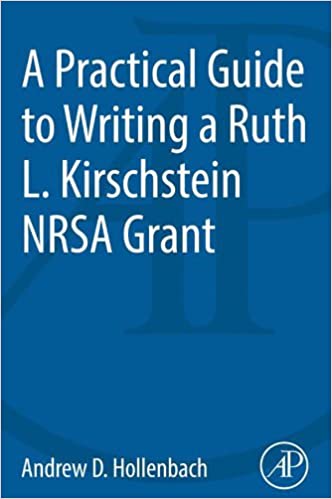 A Practical Guide
to Writing a Ruth
L. Kirschstein
NRSA Grant
Andrew D. Hollenbach
AP